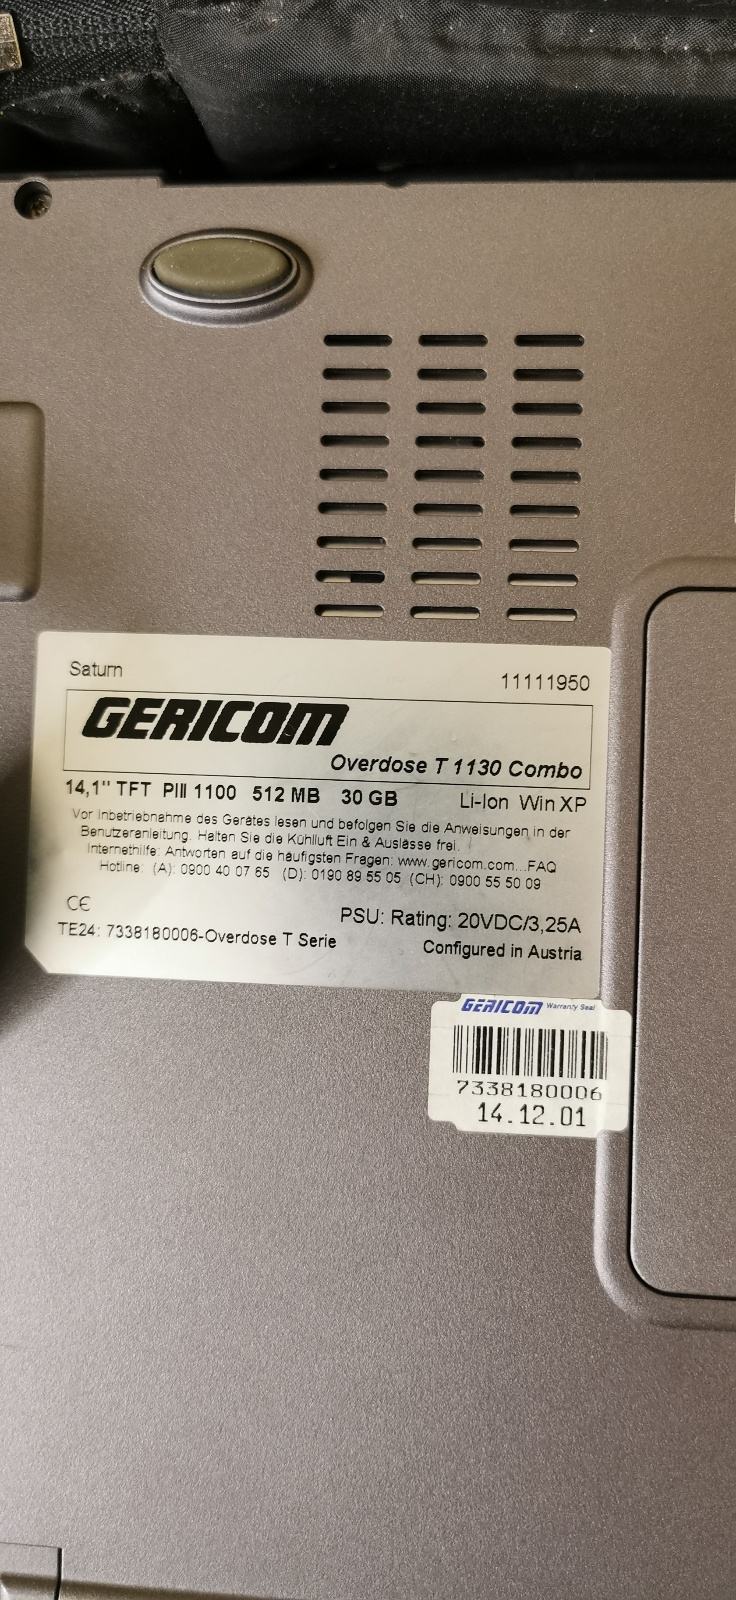 Saturn 11111950
GERICOM
Overdose T 1130 Combo
14,1" TFT PIII 1100 512 MB 30 GB Li-Ion Win XP
Vor Inbetriebnahme des Gerätes lesen und befolgen Sie die Anweisungen in der
Benutzeranleitung. Halten Sie die Kühlluft Ein & Auslässe frei.
Internethilfe: Antworten auf die häufigsten Fragen: www.gericom.com...FAQ
Hotline: (A): 0900 40 07 65 (D): 0190 89 55 05 (CH): 0900 55 50 09
CE
PSU: Rating: 20VDC/3,25A
TE24: 7338180006-Overdose T Serie
Configured in Austria
GERICOM Warranty Seal
7338180006
14.12.01